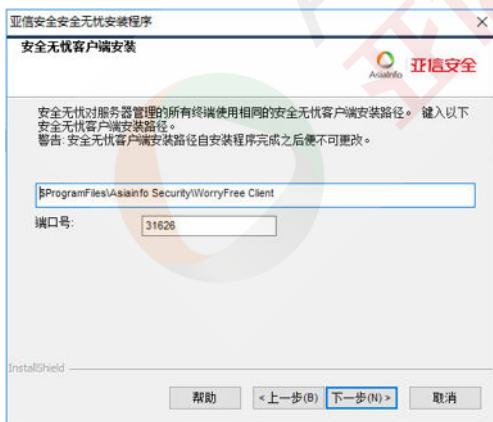 亚信安全安全无忧安装程序
安全无忧客户端安装
AsiaInfo 亚信安全
安全无忧对服务器管理的所有终端使用相同的安全无忧客户端安装路径。 键入以下
安全无忧客户端安装路径。
警告: 安全无忧客户端安装路径自安装程序完成之后便不可更改。
$ProgramFiles\Asiainfo Security\WorryFree Client
端口号: 31626
InstallShield
帮助 <上一步(B) 下一步(N)> 取消